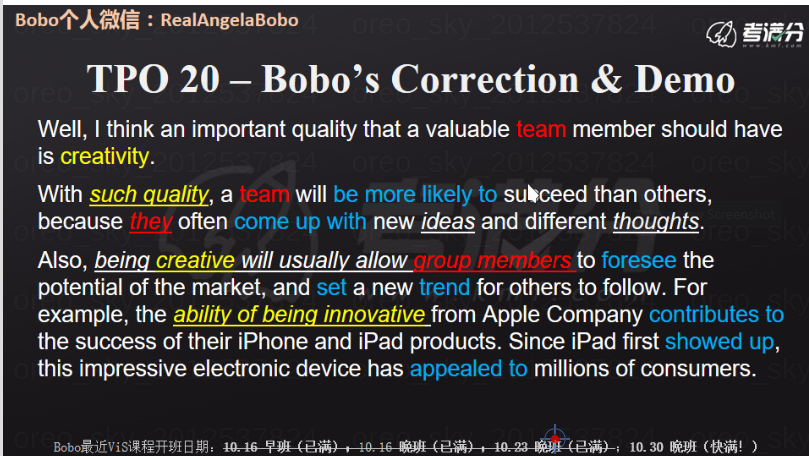 Bobo个人微信：RealAngelaBobo
考满分
www.kmf.com
TPO 20 – Bobo’s Correction & Demo
Well, I think an important quality that a valuable team member should have
is creativity.
With such quality, a team will be more likely to succeed than others,
because they often come up with new ideas and different thoughts.
Screenshot
Also, being creative will usually allow group members to foresee the
potential of the market, and set a new trend for others to follow. For
example, the ability of being innovative from Apple Company contributes to
the success of their iPhone and iPad products. Since iPad first showed up,
this impressive electronic device has appealed to millions of consumers.
Bobo最近ViS课程开班日期：10.16 早班（已满），10.16 晚班（已满），10.23 晚班（已满）；10.30 晚班（快满！）